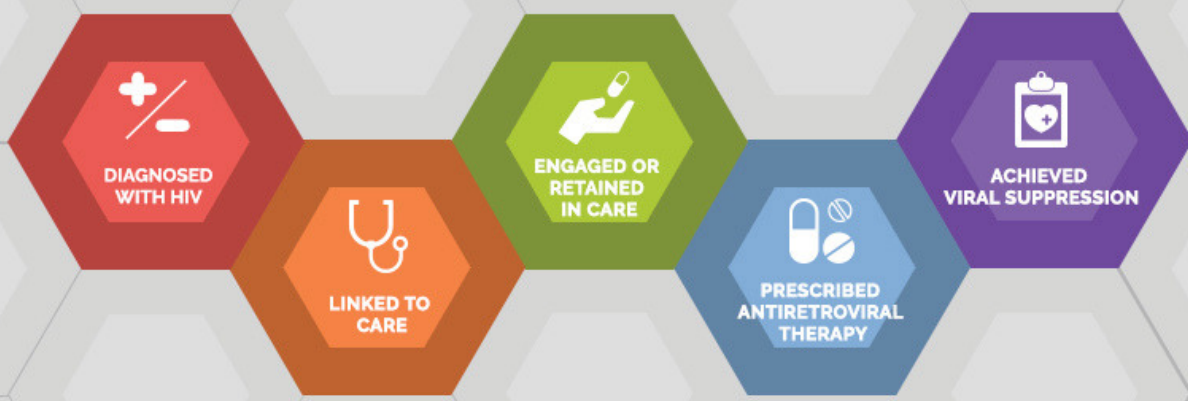 DIAGNOSED
WITH HIV
LINKED TO
CARE
ENGAGED OR
RETAINED
IN CARE
PRESCRIBED
ANTIRETROVIRAL
THERAPY
ACHIEVED
VIRAL SUPPRESSION